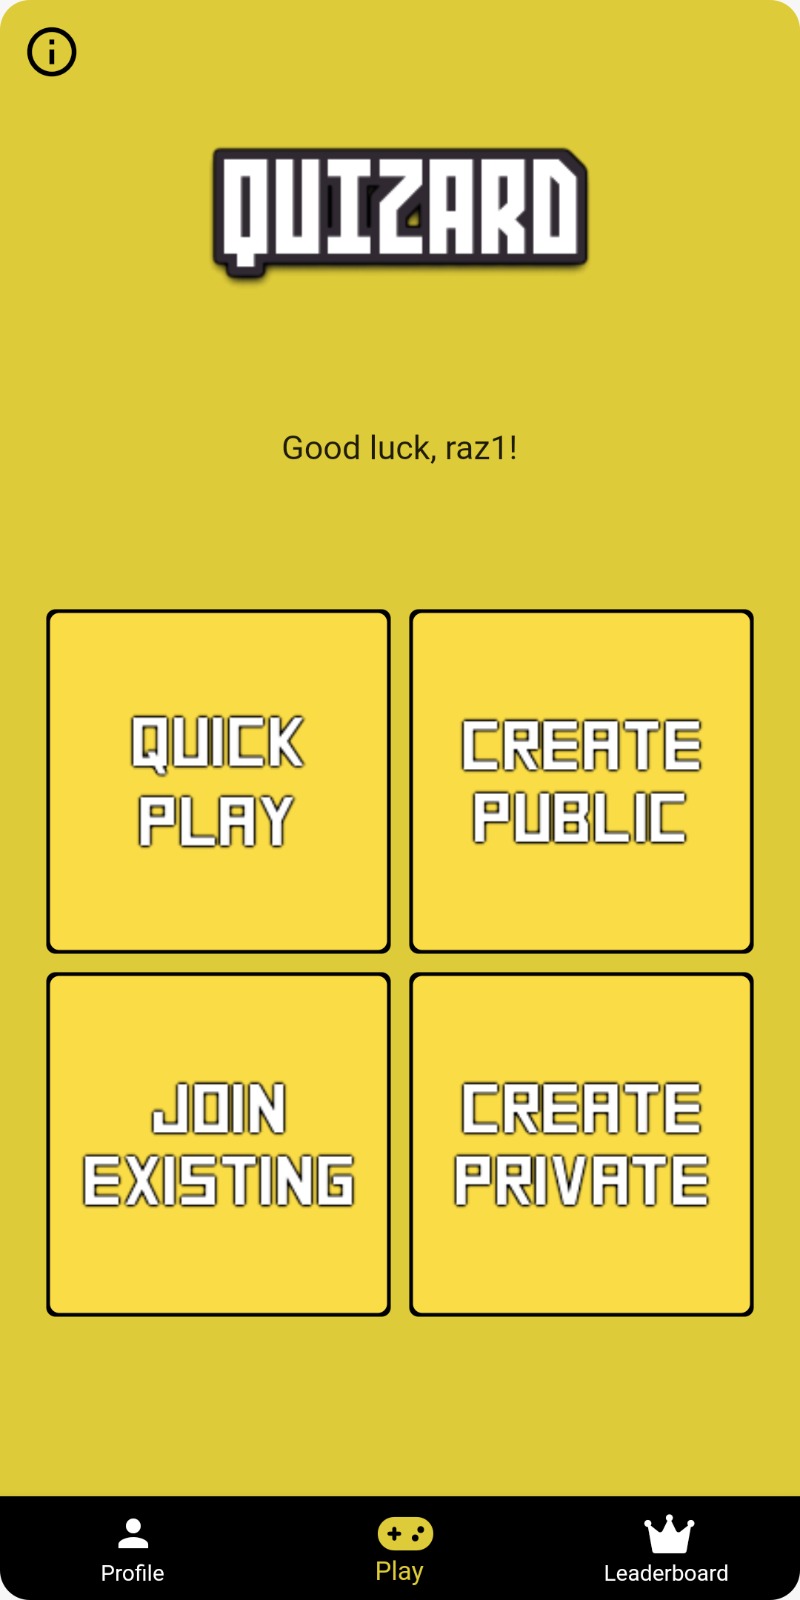 QUIZARD
Good luck, raz1!
QUICK
PLAY
CREATE
PUBLIC
JOIN
EXISTING
CREATE
PRIVATE
Profile
Play
Leaderboard